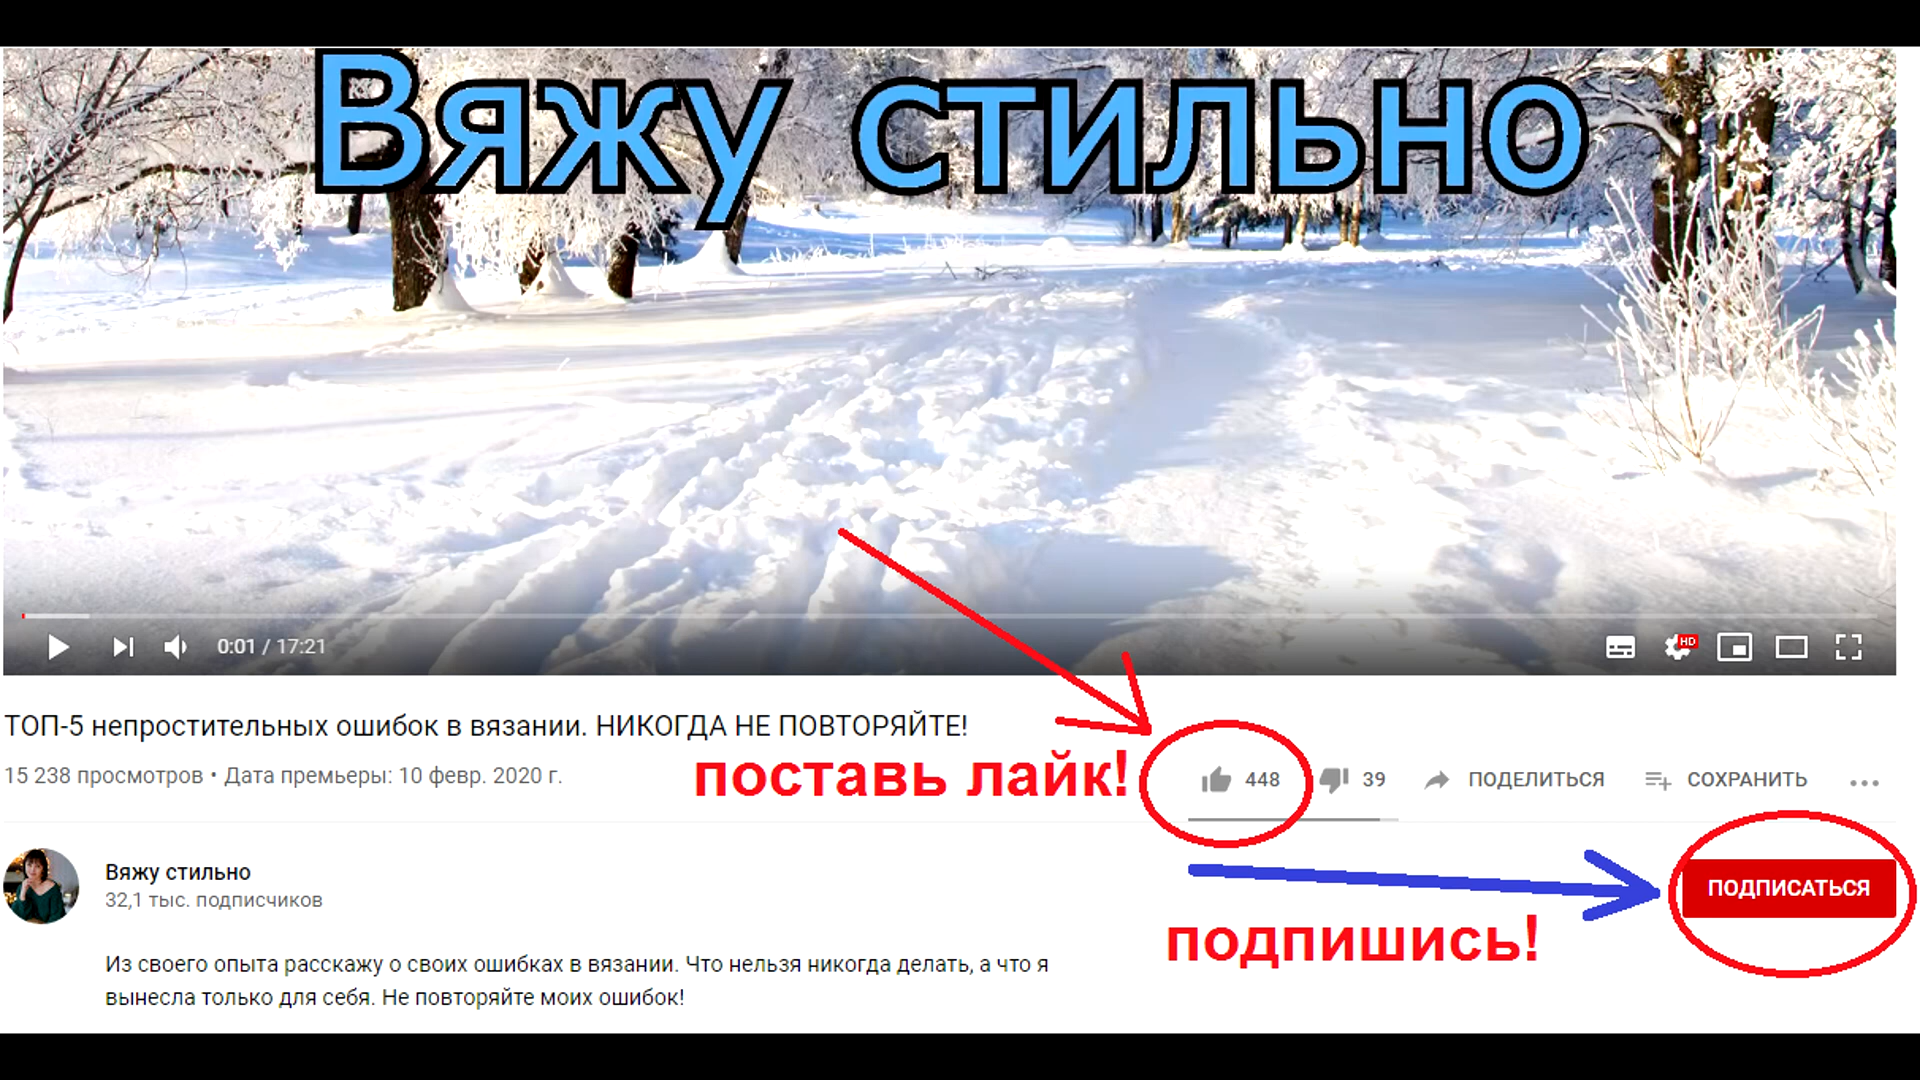 Вяжу стильно
0:01 / 17:21
HD
ТОП-5 непростительных ошибок в вязании. НИКОГДА НЕ ПОВТОРЯЙТЕ!
15 238 просмотров • Дата премьеры: 10 февр. 2020 г.
поставь лайк!
448 39 ПОДЕЛИТЬСЯ СОХРАНИТЬ
Вяжу стильно
32,1 тыс. подписчиков
ПОДПИСАТЬСЯ
подпишись!
Из своего опыта расскажу о своих ошибках в вязании. Что нельзя никогда делать, а что я
вынесла только для себя. Не повторяйте моих ошибок!